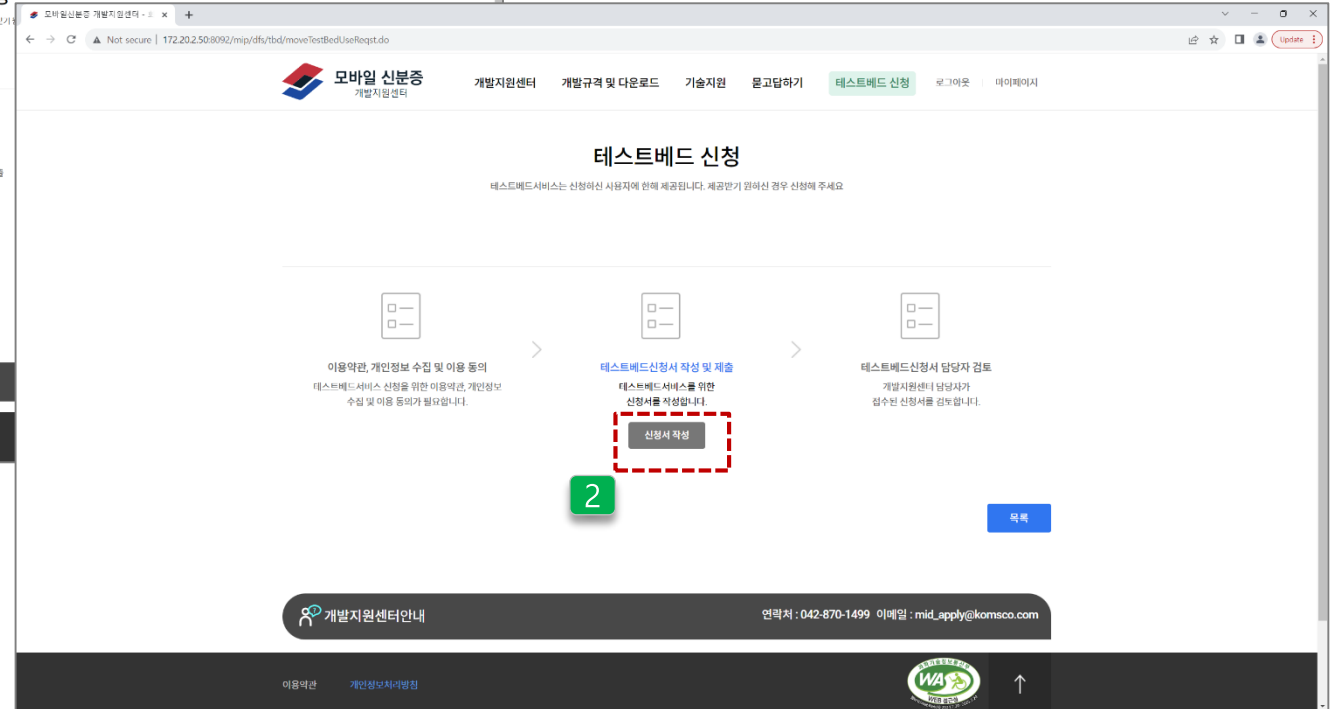 모바일신분증 개발지원센터 -
Not secure | 172.20.2.50:8092/mip/dfs/tbd/moveTestBedUseReqst.do
Update
모바일 신분증
개발지원센터
개발지원센터 개발규격 및 다운로드 기술지원 묻고답하기 테스트베드 신청 로그아웃 마이페이지
테스트베드 신청
테스트베드서비스는 신청하신 사용자에 한해 제공됩니다. 제공받기 원하신 경우 신청해 주세요
이용약관, 개인정보 수집 및 이용 동의
테스트베드서비스 신청을 위한 이용약관, 개인정보
수집 및 이용 동의가 필요합니다.
테스트베드신청서 작성 및 제출
테스트베드서비스를 위한
신청서를 작성합니다.
신청서 작성
테스트베드신청서 담당자 검토
개발지원센터 담당자가
접수된 신청서를 검토합니다.
2
목록
개발지원센터안내
연락처 : 042-870-1499 이메일 : mid_apply@komsco.com
이용약관 개인정보처리방침
WA
WEB 접근성